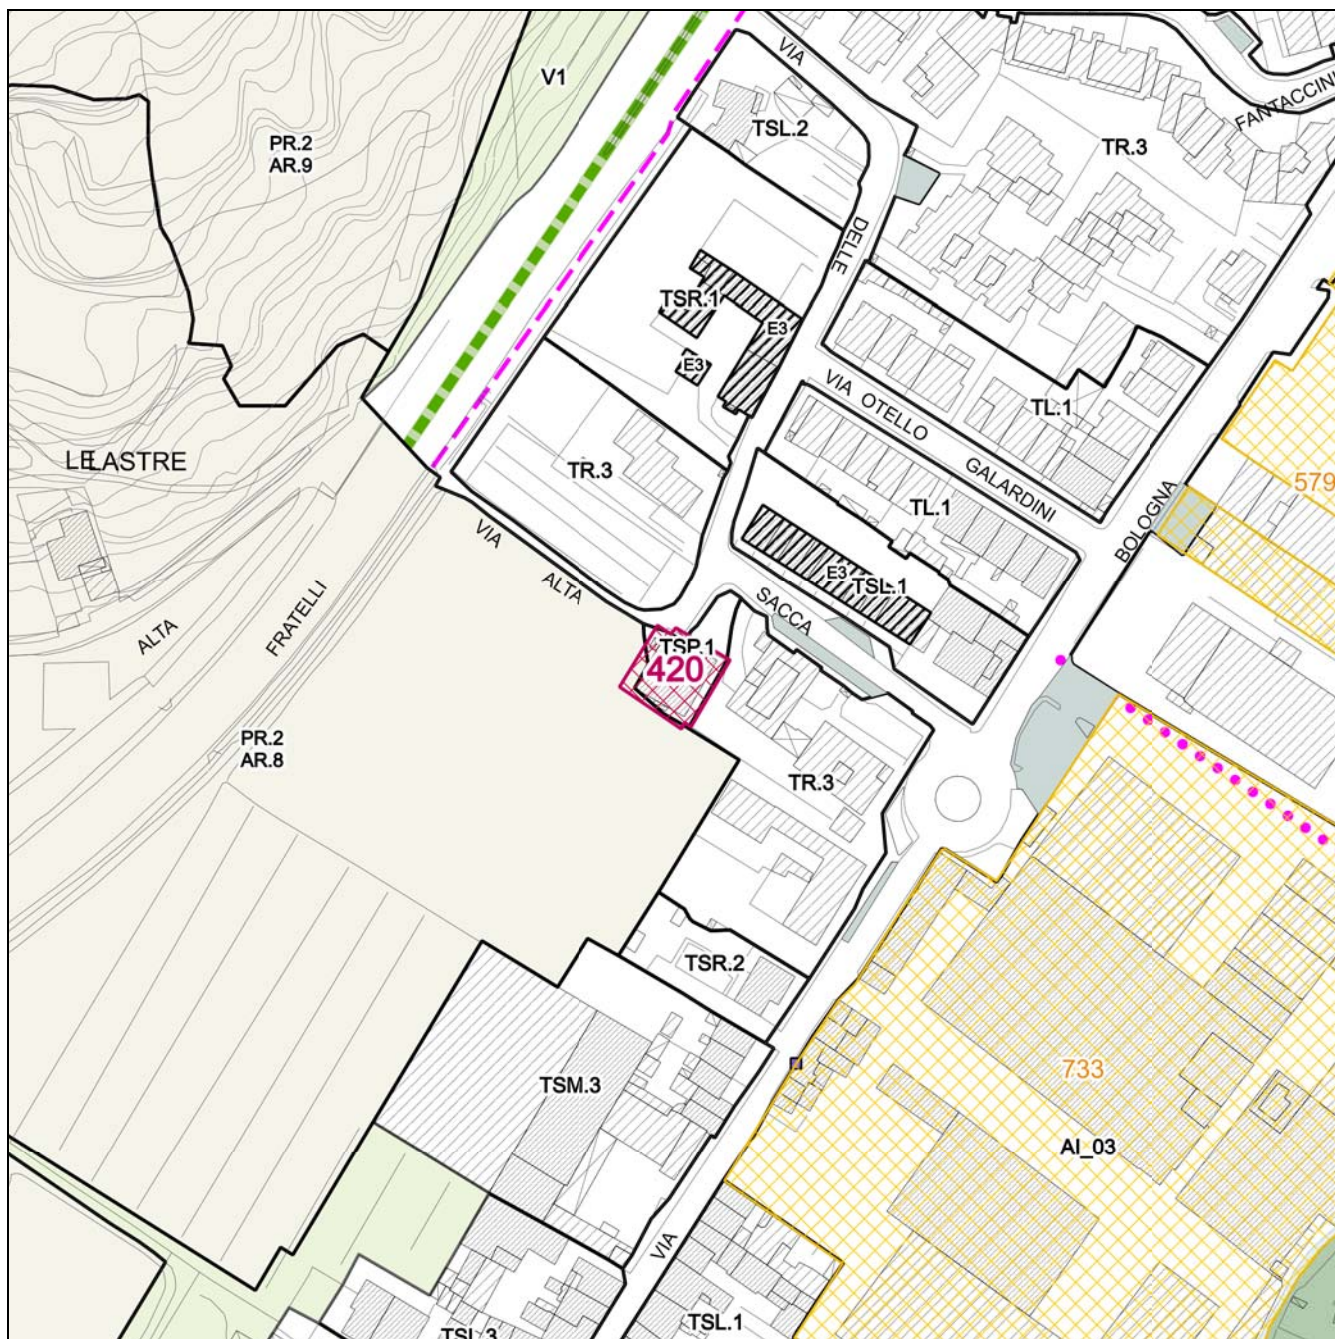 VIA
V1
FANTACCINI
TSL.2
PR.2
AR.9
TR.3
DELLE
TSR.1
E3
E3
VIA OTELLO
GALARDINI
TL.1
LE LASTRE
TR.3
579
BOLOGNA
TL.1
VIA
ALTA
E3
TSL.1
SACCA
FRATELLI
ALTA
TSP.1
420
PR.2
AR.8
TR.3
TSR.2
733
TSM.3
AI_03
VIA
TSL.1
TSL.3